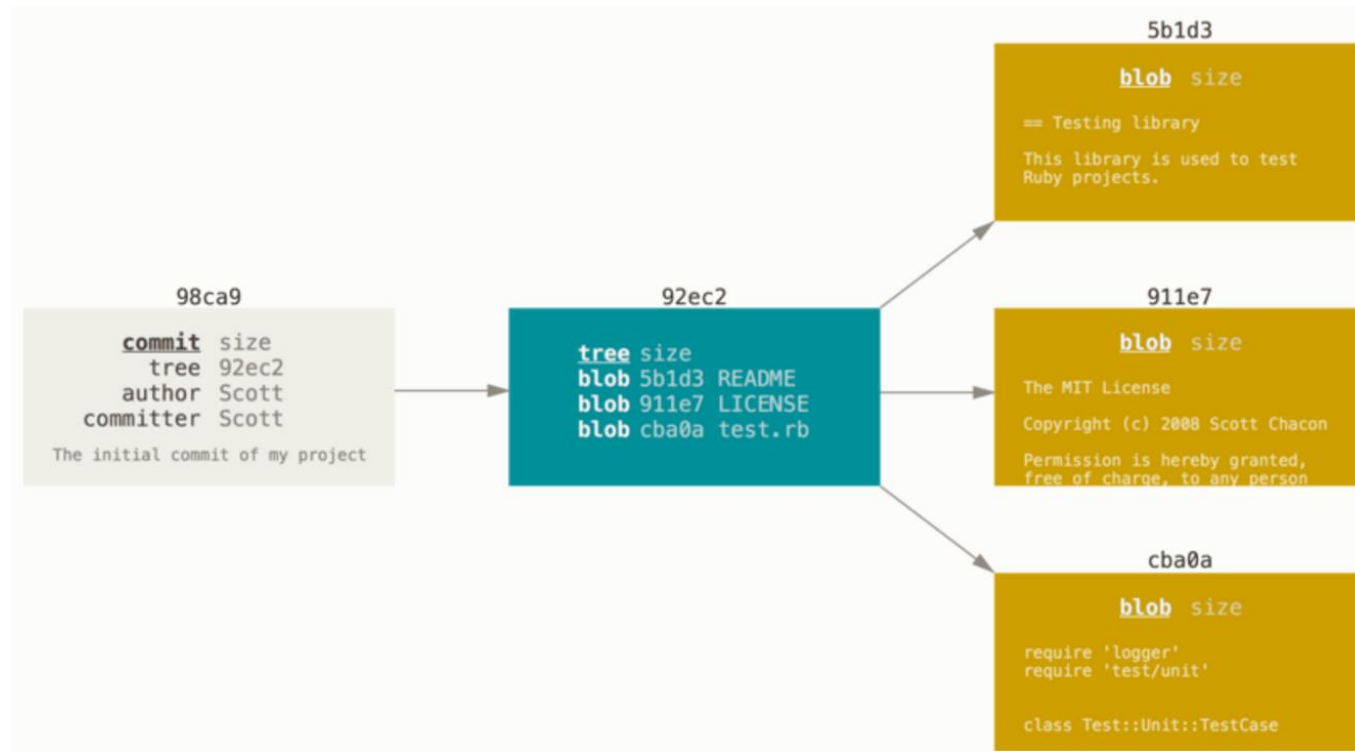 98ca9
commit size
tree 92ec2
author Scott
committer Scott
The initial commit of my project
92ec2
tree size
blob 5b1d3 README
blob 911e7 LICENSE
blob cba0a test.rb
5b1d3
blob size
== Testing library
This library is used to test
Ruby projects.
911e7
blob size
The MIT License
Copyright (c) 2008 Scott Chacon
Permission is hereby granted,
free of charge, to any person
cba0a
blob size
require 'logger'
require 'test/unit'
class Test::Unit::TestCase